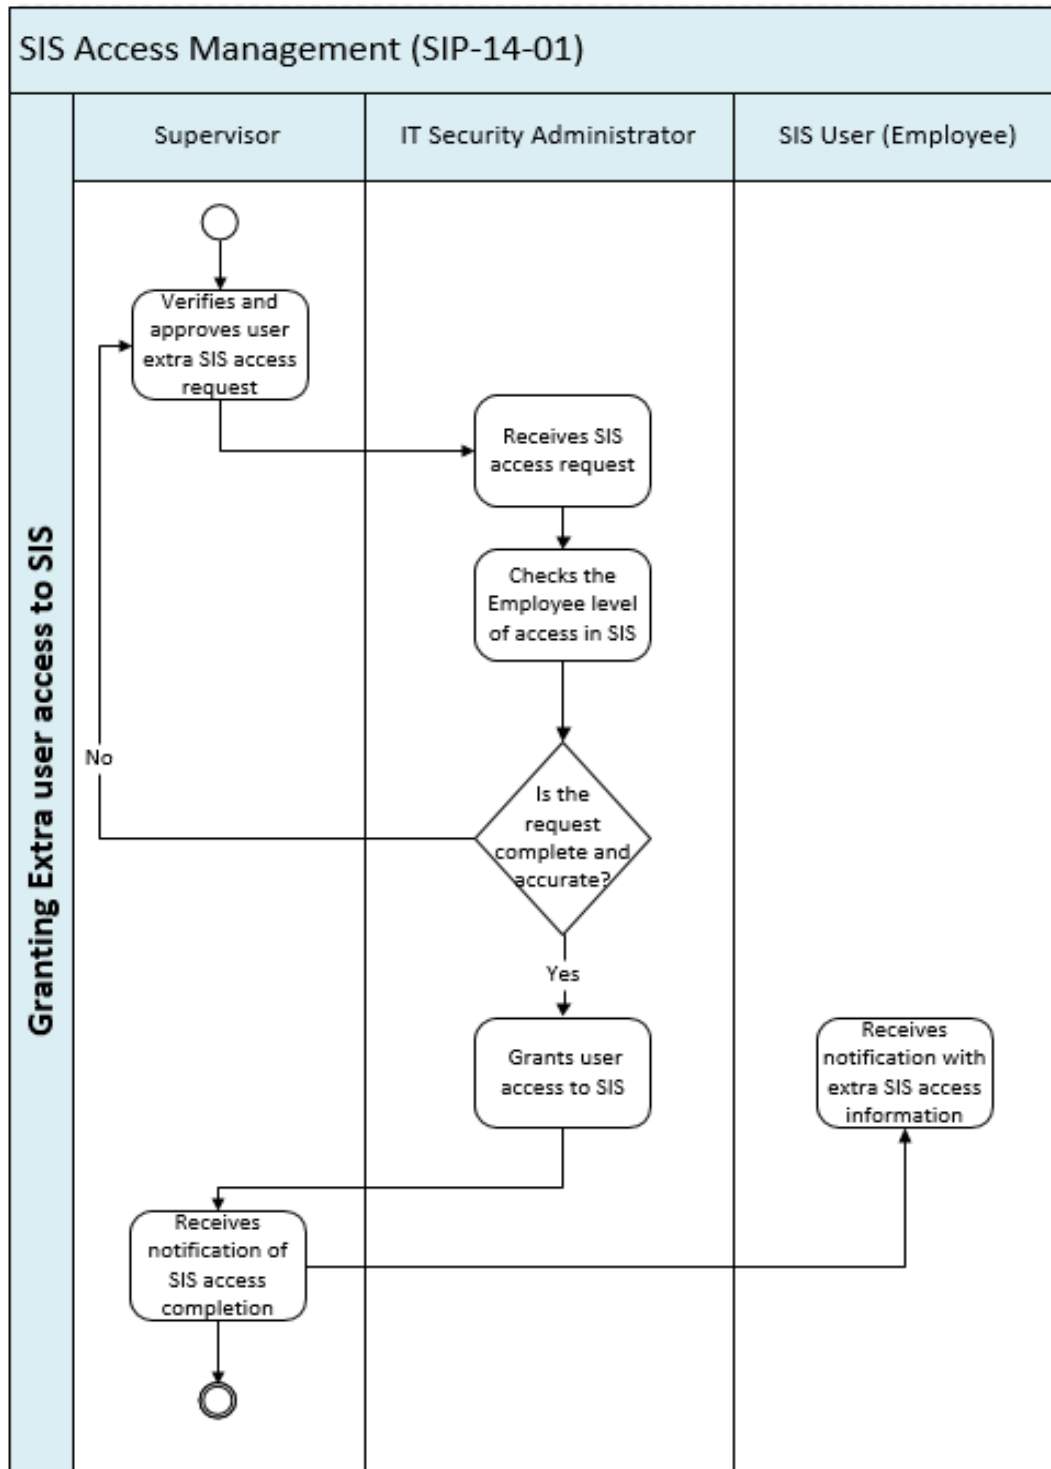 SIS Access Management (SIP-14-01)
Granting Extra user access to SIS
Supervisor
IT Security Administrator
SIS User (Employee)
Verifies and
approves user
extra SIS access
request
Receives SIS
access request
Checks the
Employee level
of access in SIS
No
Is the
request
complete and
accurate?
Yes
Grants user
access to SIS
Receives
notification with
extra SIS access
information
Receives
notification of
SIS access
completion